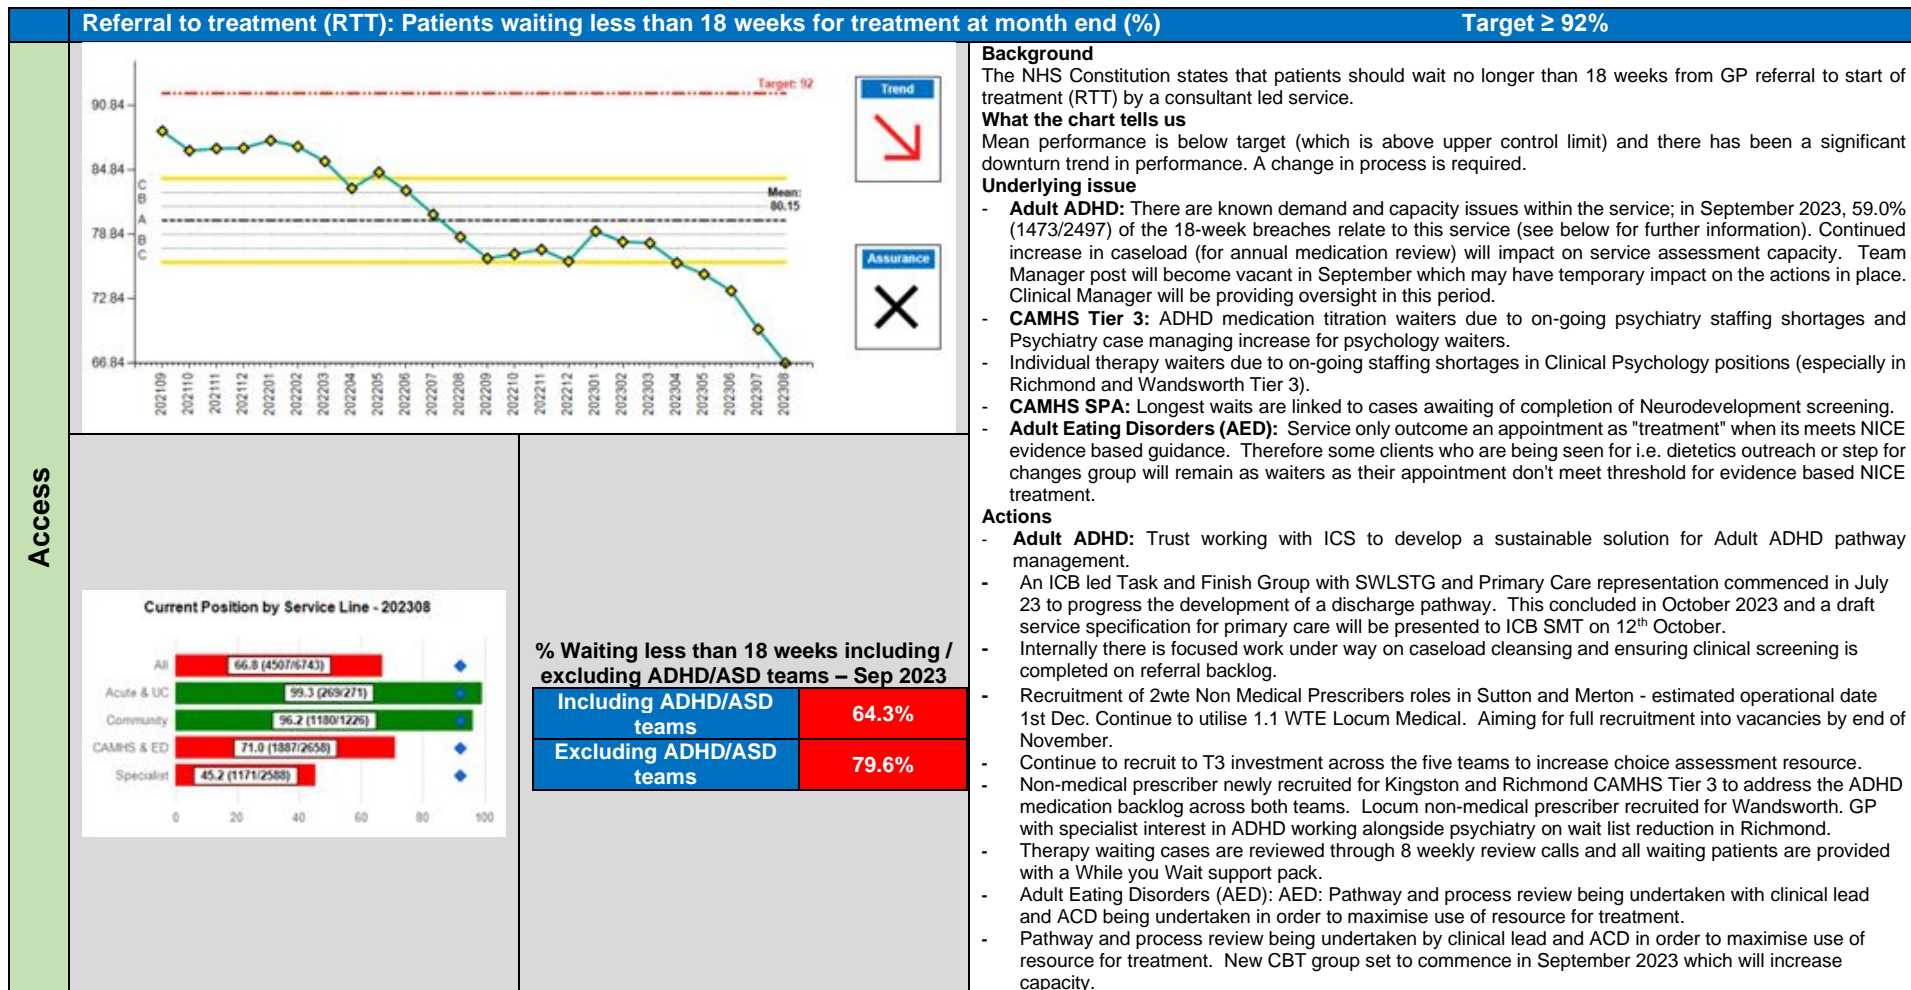 Referral to treatment (RTT): Patients waiting less than 18 weeks for treatment at month end (%) Target ≥ 92%
Access
Target: 92
90.84
84.84
78.84
72.84
66.84
C
B
A
B
C
Mean:
80.15
202109
202110
202111
202112
202201
202202
202203
202204
202205
202206
202207
202208
202209
202210
202211
202212
202301
202302
202303
202304
202305
202306
202307
202308
Trend
Assurance
Current Position by Service Line - 202308
All 66.8 (4507/6743)
Acute & UC 99.3 (269/271)
Community 96.2 (1180/1226)
CAMHS & ED 71.0 (1887/2658)
Specialist 45.2 (1171/2588)
0 20 40 60 80 100
% Waiting less than 18 weeks including /
excluding ADHD/ASD teams – Sep 2023
Including ADHD/ASD
teams
64.3%
Excluding ADHD/ASD
teams
79.6%
Background
The NHS Constitution states that patients should wait no longer than 18 weeks from GP referral to start of
treatment (RTT) by a consultant led service.
What the chart tells us
Mean performance is below target (which is above upper control limit) and there has been a significant
downturn trend in performance. A change in process is required.
Underlying issue
- Adult ADHD: There are known demand and capacity issues within the service; in September 2023, 59.0%
(1473/2497) of the 18-week breaches relate to this service (see below for further information). Continued
increase in caseload (for annual medication review) will impact on service assessment capacity. Team
Manager post will become vacant in September which may have temporary impact on the actions in place.
Clinical Manager will be providing oversight in this period.
- CAMHS Tier 3: ADHD medication titration waiters due to on-going psychiatry staffing shortages and
Psychiatry case managing increase for psychology waiters.
- Individual therapy waiters due to on-going staffing shortages in Clinical Psychology positions (especially in
Richmond and Wandsworth Tier 3).
- CAMHS SPA: Longest waits are linked to cases awaiting of completion of Neurodevelopment screening.
- Adult Eating Disorders (AED): Service only outcome an appointment as "treatment" when its meets NICE
evidence based guidance. Therefore some clients who are being seen for i.e. dietetics outreach or step for
changes group will remain as waiters as their appointment don't meet threshold for evidence based NICE
treatment.
Actions
- Adult ADHD: Trust working with ICS to develop a sustainable solution for Adult ADHD pathway
management.
- An ICB led Task and Finish Group with SWLSTG and Primary Care representation commenced in July
23 to progress the development of a discharge pathway. This concluded in October 2023 and a draft
service specification for primary care will be presented to ICB SMT on 12th October.
- Internally there is focused work under way on caseload cleansing and ensuring clinical screening is
completed on referral backlog.
- Recruitment of 2wte Non Medical Prescribers roles in Sutton and Merton - estimated operational date
1st Dec. Continue to utilise 1.1 WTE Locum Medical. Aiming for full recruitment into vacancies by end of
November.
- Continue to recruit to T3 investment across the five teams to increase choice assessment resource.
- Non-medical prescriber newly recruited for Kingston and Richmond CAMHS Tier 3 to address the ADHD
medication backlog across both teams. Locum non-medical prescriber recruited for Wandsworth. GP
with specialist interest in ADHD working alongside psychiatry on wait list reduction in Richmond.
- Therapy waiting cases are reviewed through 8 weekly review calls and all waiting patients are provided
with a While you Wait support pack.
- Adult Eating Disorders (AED): AED: Pathway and process review being undertaken with clinical lead
and ACD being undertaken in order to maximise use of resource for treatment.
- Pathway and process review being undertaken by clinical lead and ACD in order to maximise use of
resource for treatment. New CBT group set to commence in September 2023 which will increase
capacity.